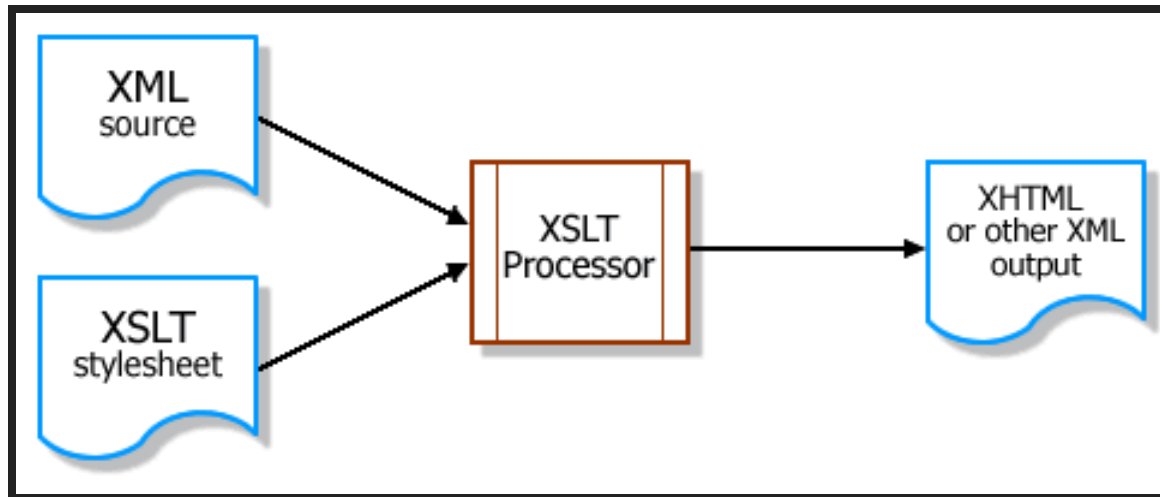 XML
source
XSLT
stylesheet
XSLT
Processor
XHTML
or other XML
output